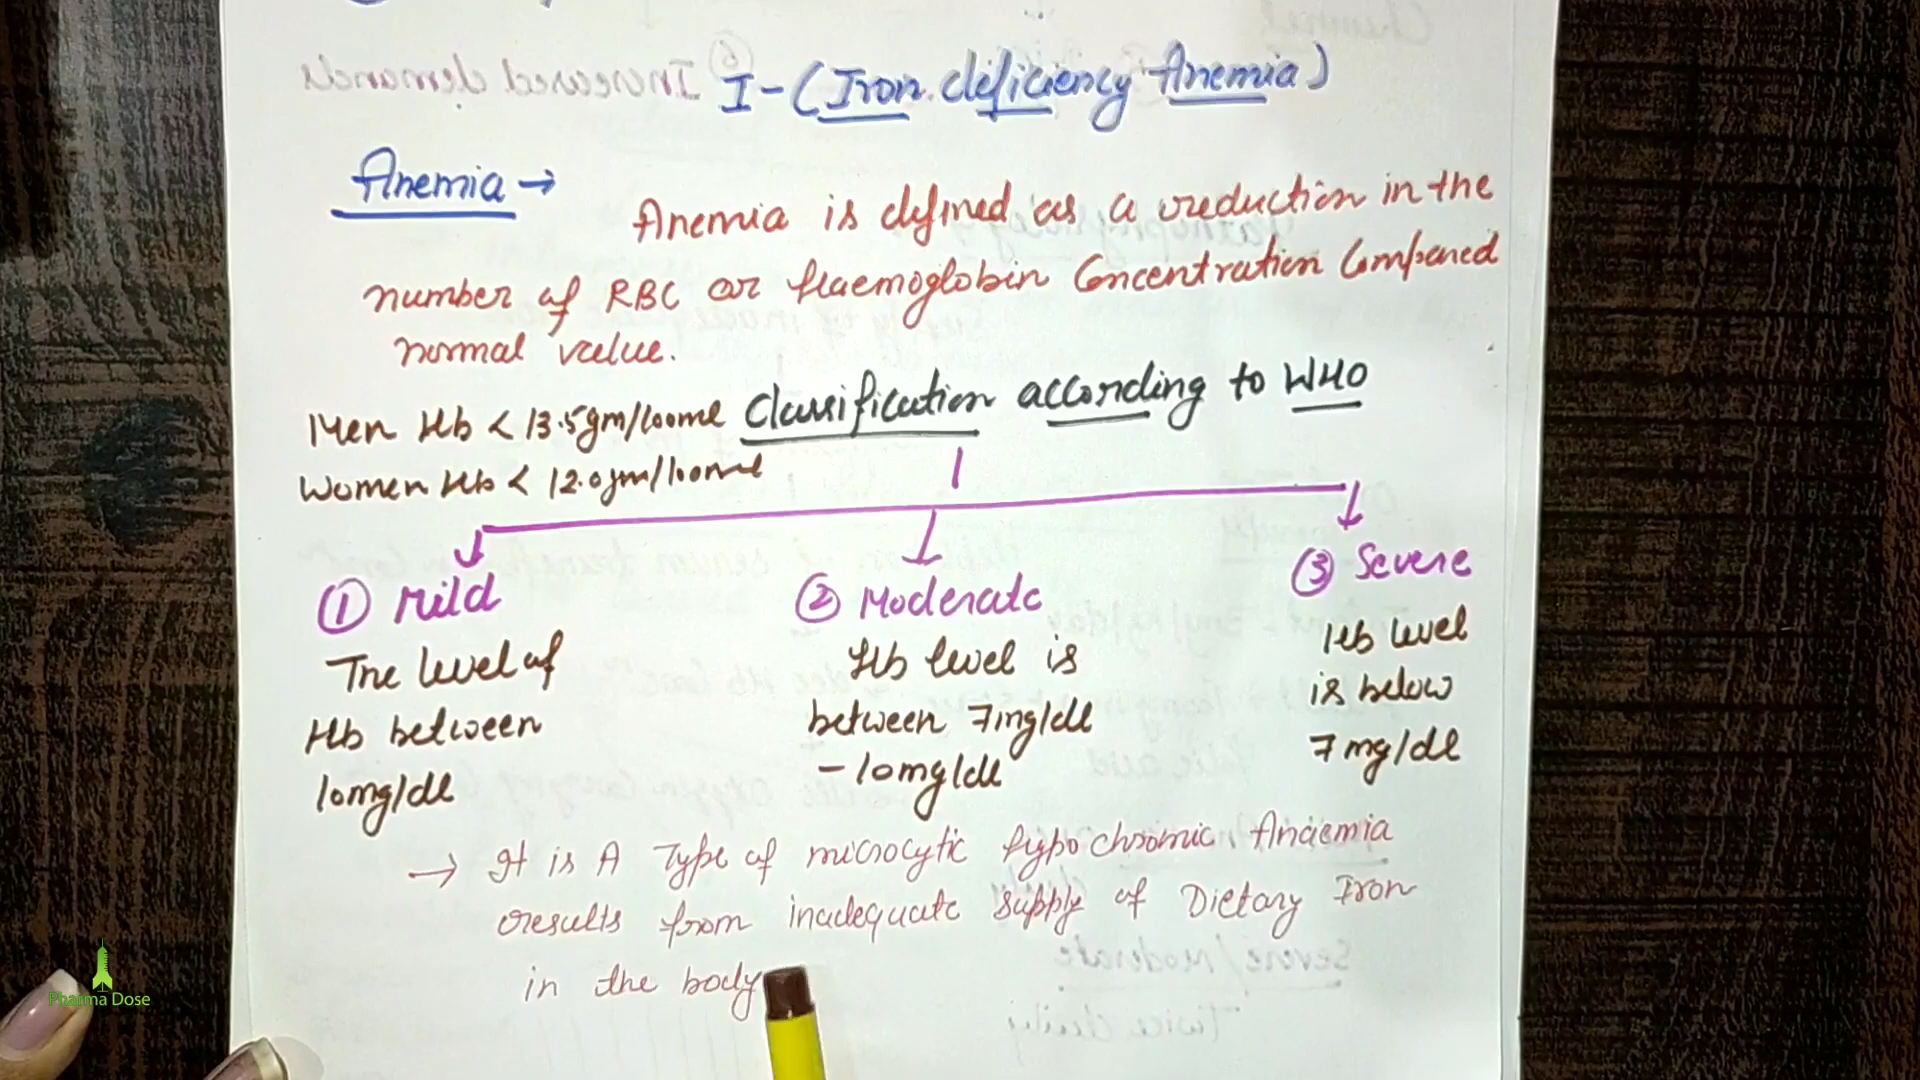 I-(Iron deficiency Anemia)
Anemia →
Anemia is defined as a reduction in the
number of RBC or Haemoglobin Concentration Compared
normal value.
Classification according to WHO
Men Hb < 13.5gm/100ml
Women Hb < 12.0gm/100ml
① Mild
The level of
Hb between
10mg/dl
② Moderate
Hb level is
between 7mg/dl
- 10mg/dl
③ Severe
Hb level
is below
7 mg/dl
→ It is A Type of microcytic hypochromic Anaemia
results from inadequate supply of Dietary Iron
in the body
Pharma Dose